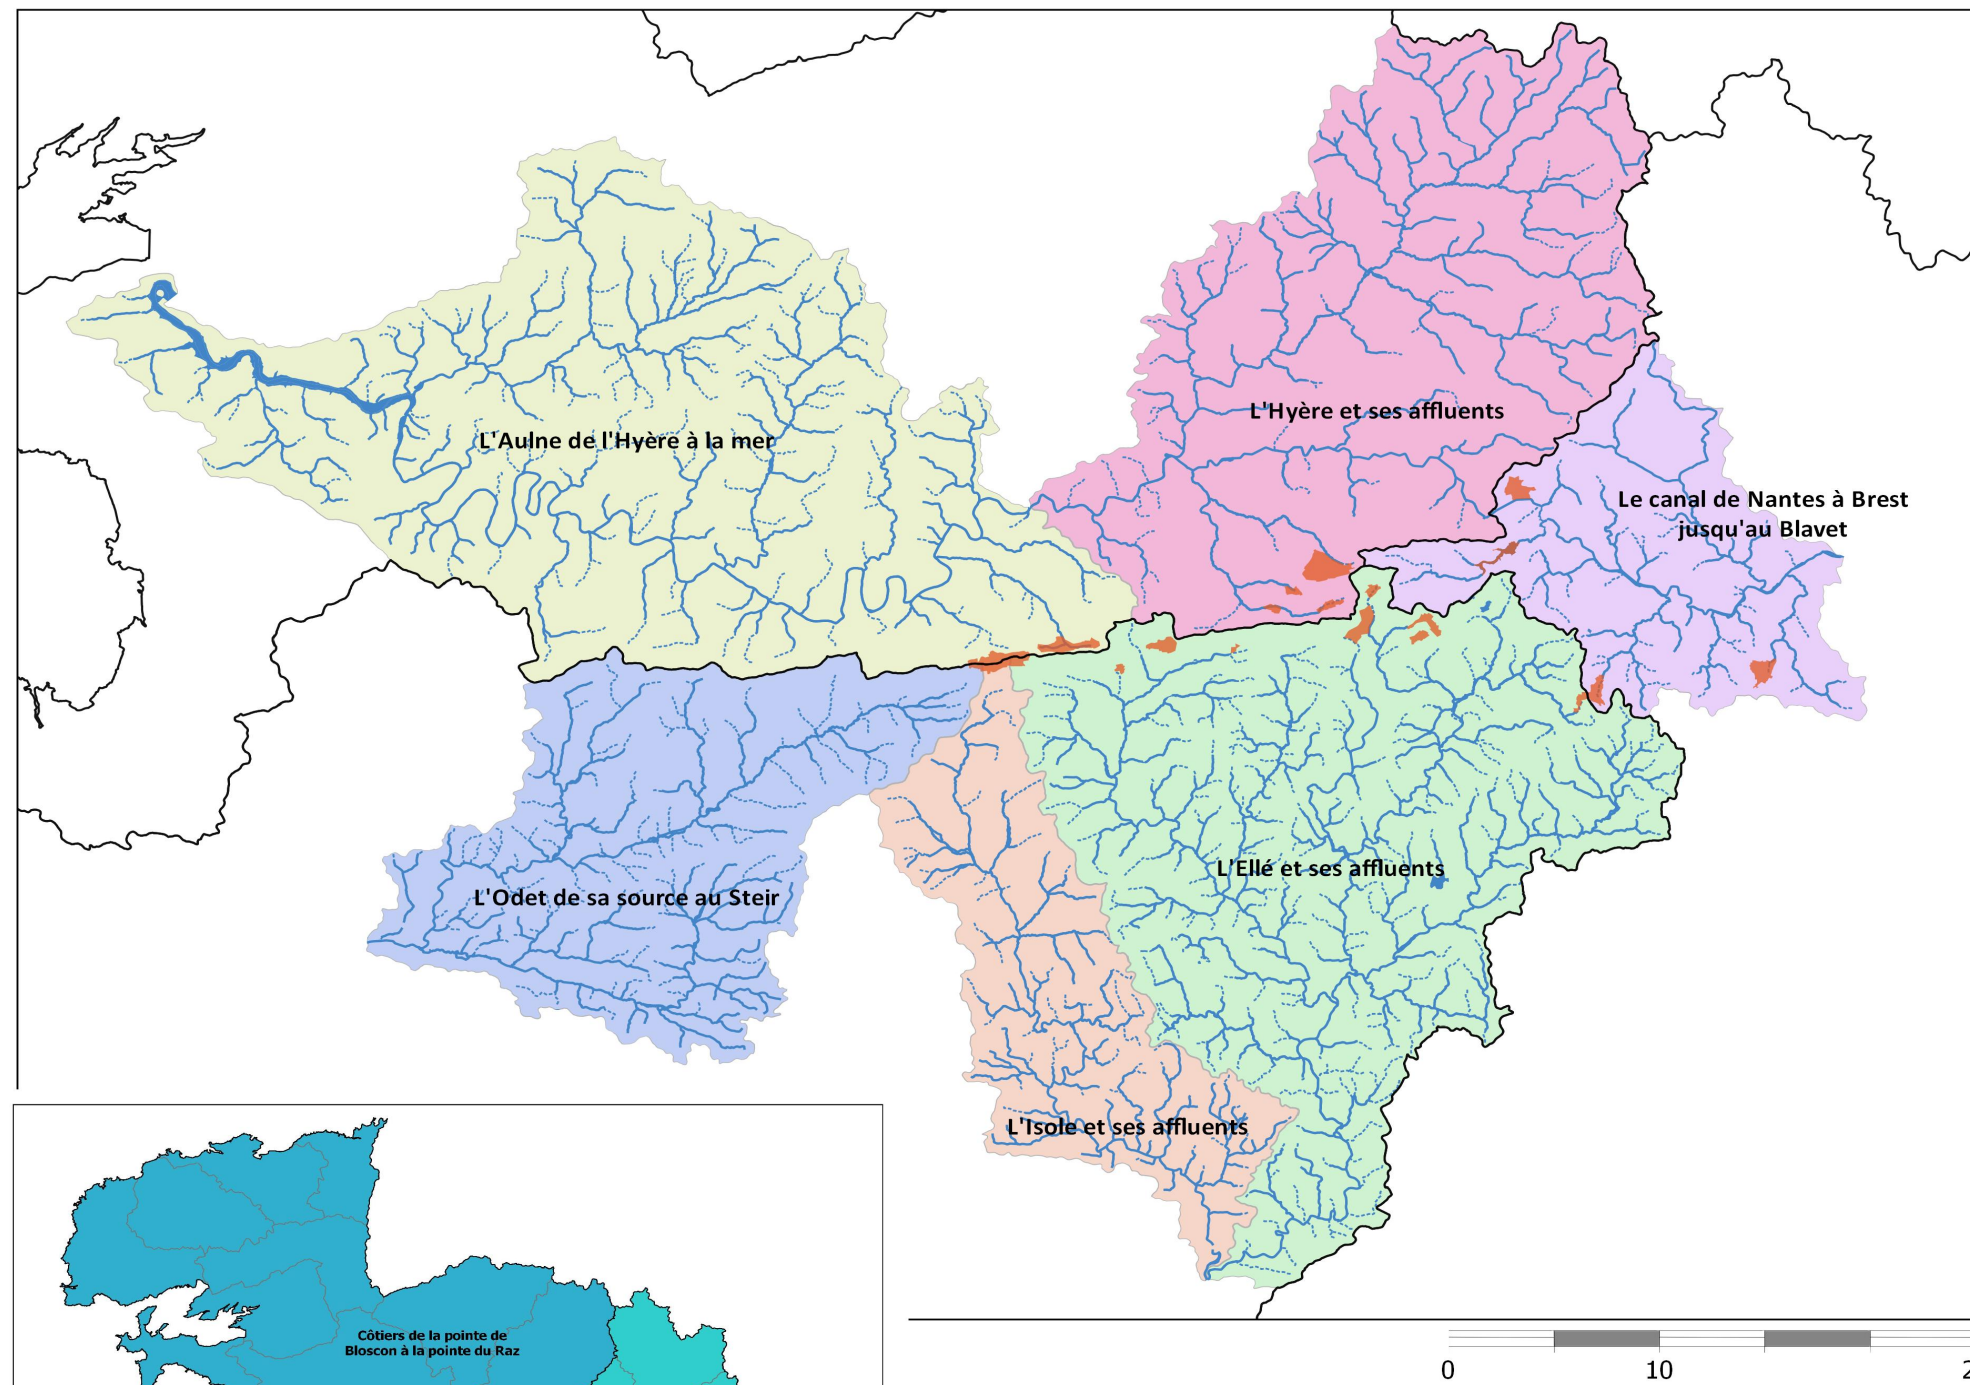 L'Hyère et ses affluents
L'Aulne de l'Hyère à la mer
Le canal de Nantes à Brest
jusqu'au Blavet
L'Ellé et ses affluents
L'Odet de sa source au Steir
L'Isole et ses affluents
Côtiers de la pointe de
Bloscon à la pointe du Raz
0 10